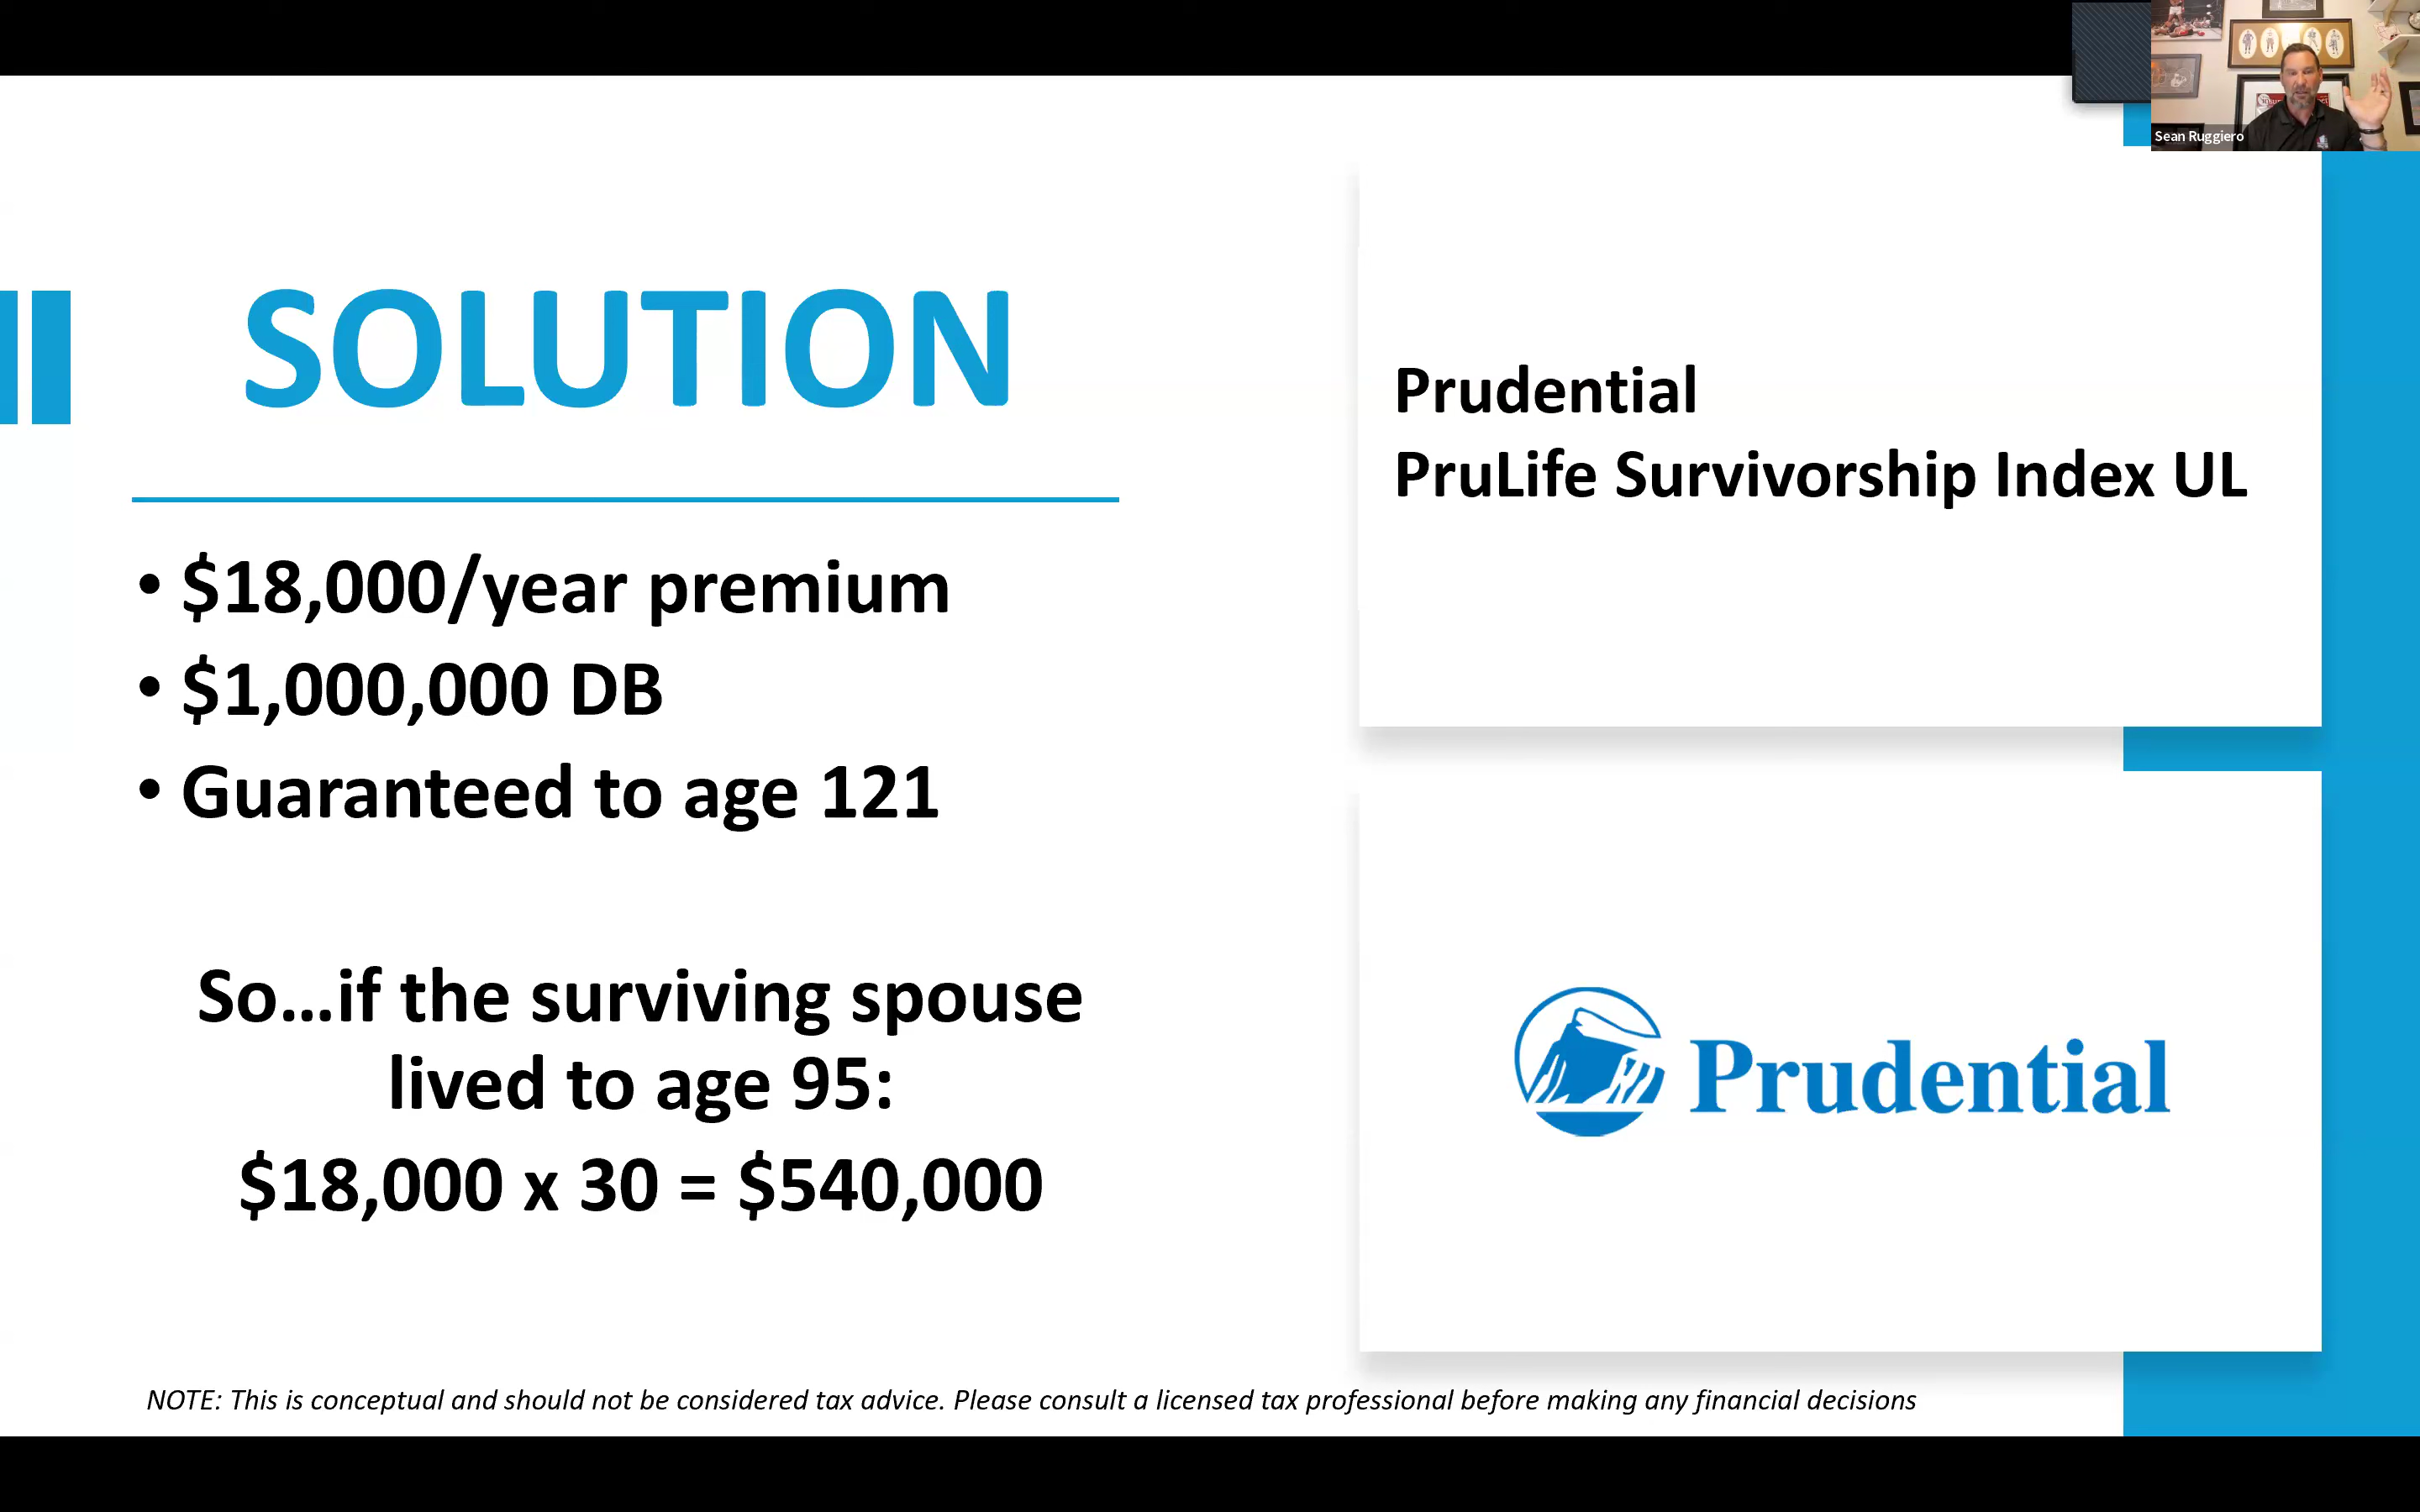 Sean Ruggiero
SOLUTION
• $18,000/year premium
• $1,000,000 DB
• Guaranteed to age 121
So...if the surviving spouse
lived to age 95:
$18,000 x 30 = $540,000
Prudential
PruLife Survivorship Index UL
Prudential
NOTE: This is conceptual and should not be considered tax advice. Please consult a licensed tax professional before making any financial decisions